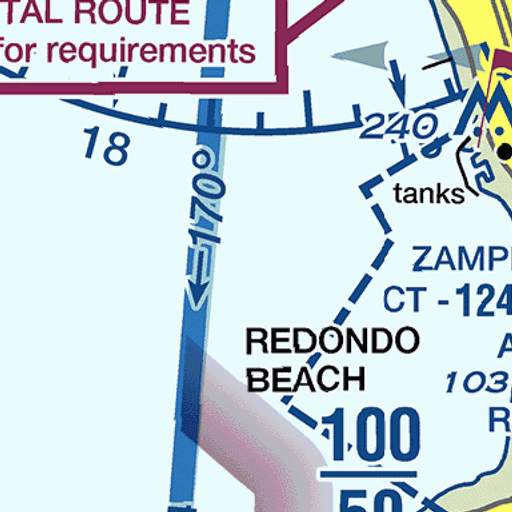 TAL ROUTE
for requirements
18
240
170°
tanks
ZAMP
CT - 124
REDONDO
BEACH
A
103
R
100
50